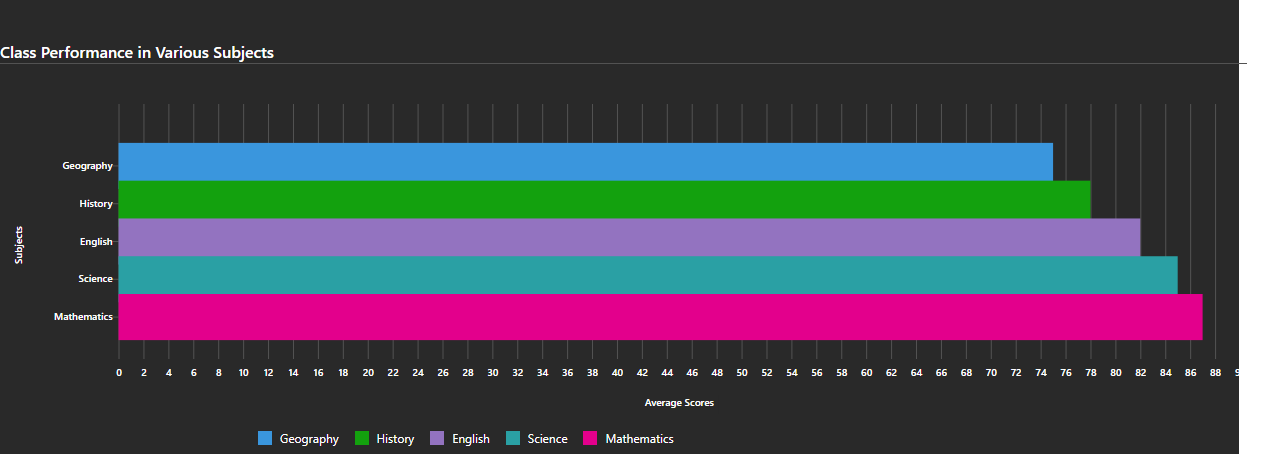 Class Performance in Various Subjects
Geography
History
English
Science
Mathematics
Subjects
0 2 4 6 8 10 12 14 16 18 20 22 24 26 28 30 32 34 36 38 40 42 44 46 48 50 52 54 56 58 60 62 64 66 68 70 72 74 76 78 80 82 84 86 88
Average Scores
Geography History English Science Mathematics